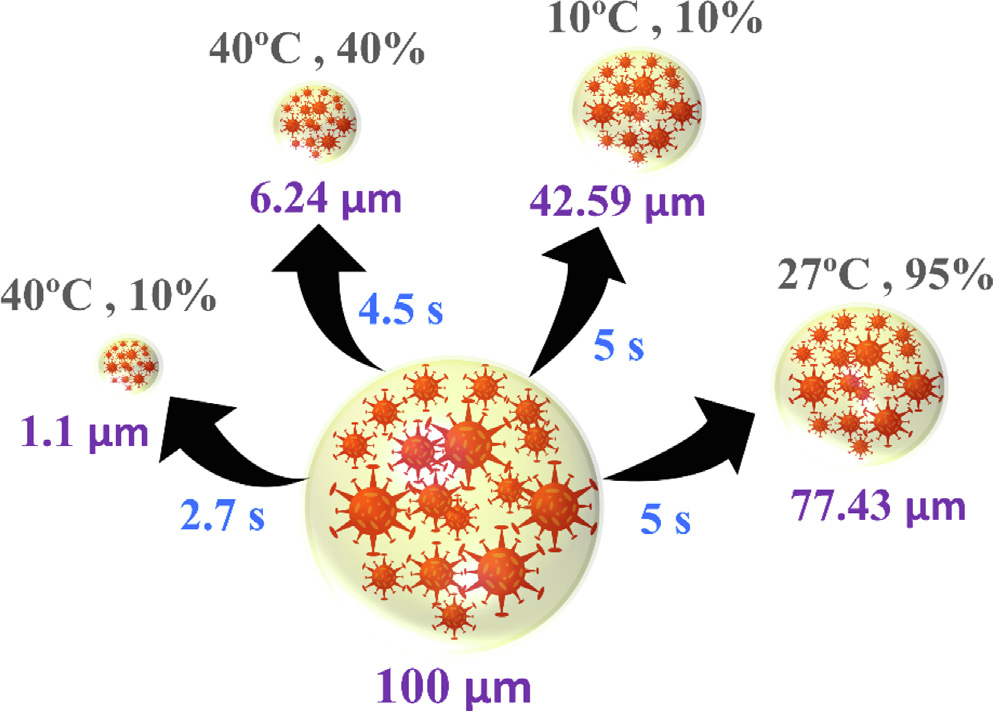 10ºC , 10%
40ºC , 40%
6.24 µm
42.59 µm
27ºC , 95%
40ºC , 10%
4.5 s
5 s
1.1 µm
77.43 µm
2.7 s
5 s
100 µm